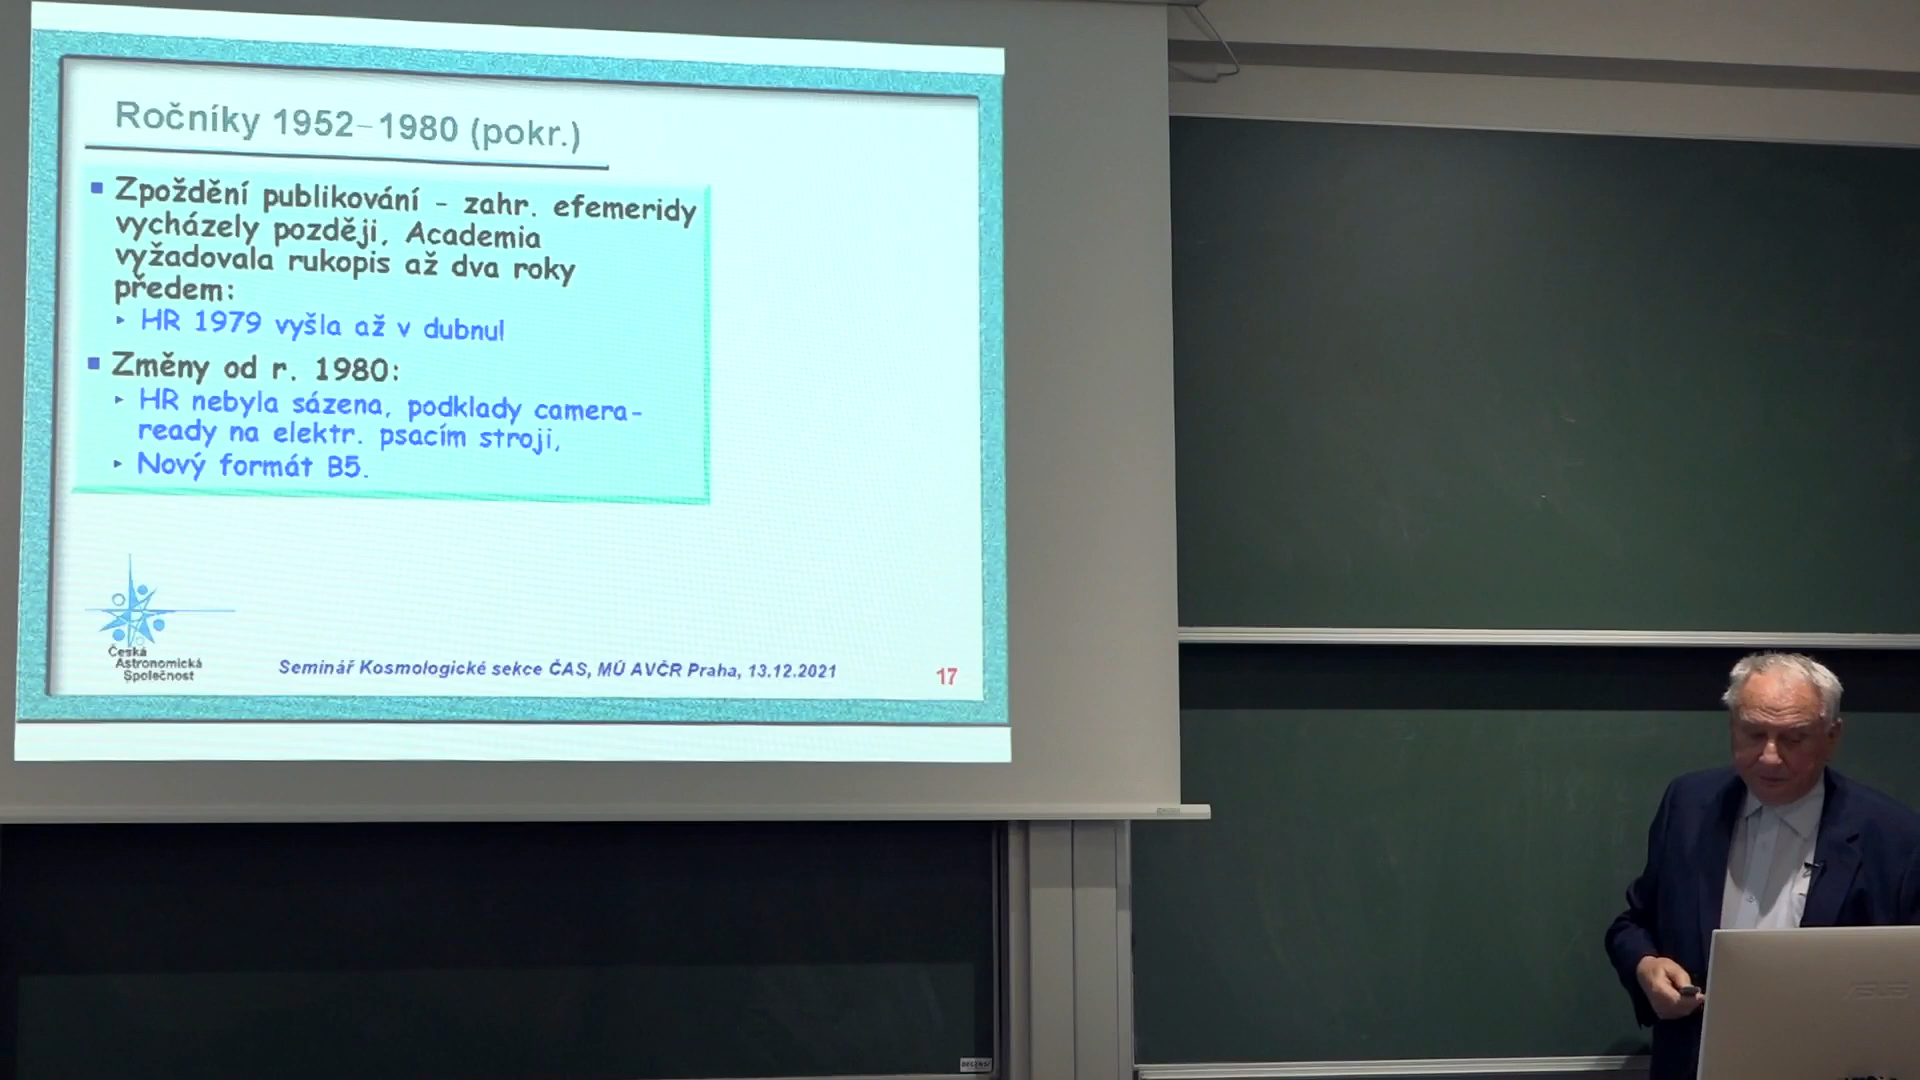 Ročníky 1952–1980 (pokr.)
Zpoždění publikování - zahr. efemeridy
vycházely později, Academia
vyžadovala rukopis až dva roky
předem:
HR 1979 vyšla až v dubnu!
Změny od r. 1980:
HR nebyla sázena, podklady camera-
ready na elektr. psacím stroji,
Nový formát B5.
Česká
Astronomická
Společnost
Seminář Kosmologické sekce ČAS, MÚ AVČR Praha, 13.12.2021
17
ASUS